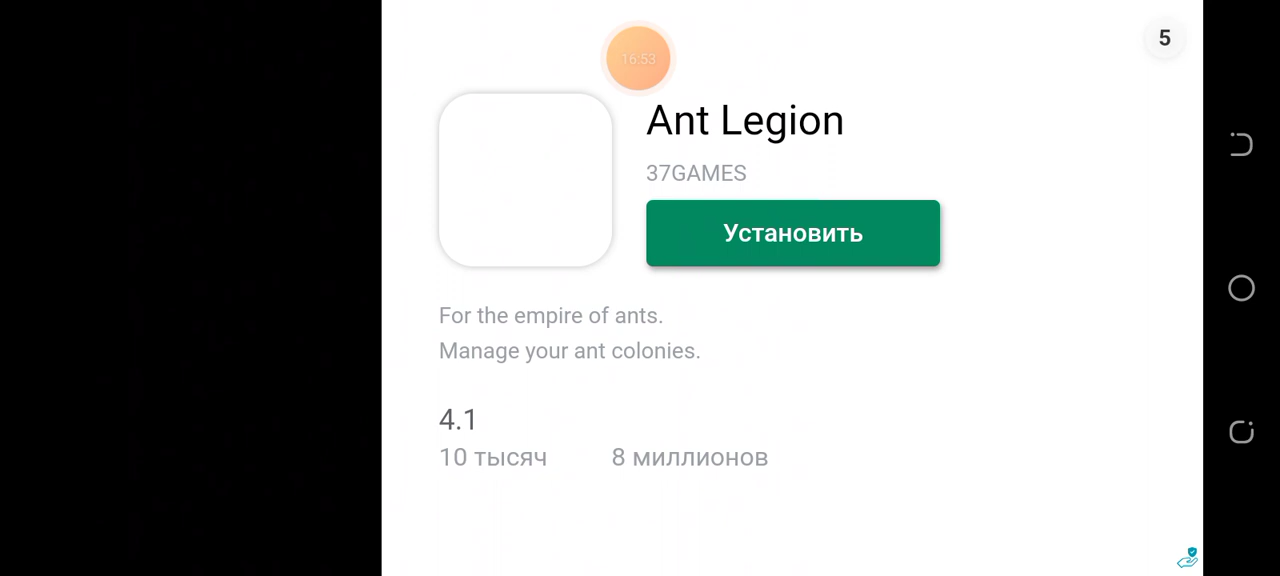 16:53
5
Ant Legion
37GAMES
Установить
For the empire of ants.
Manage your ant colonies.
4.1
10 тысяч
8 миллионов